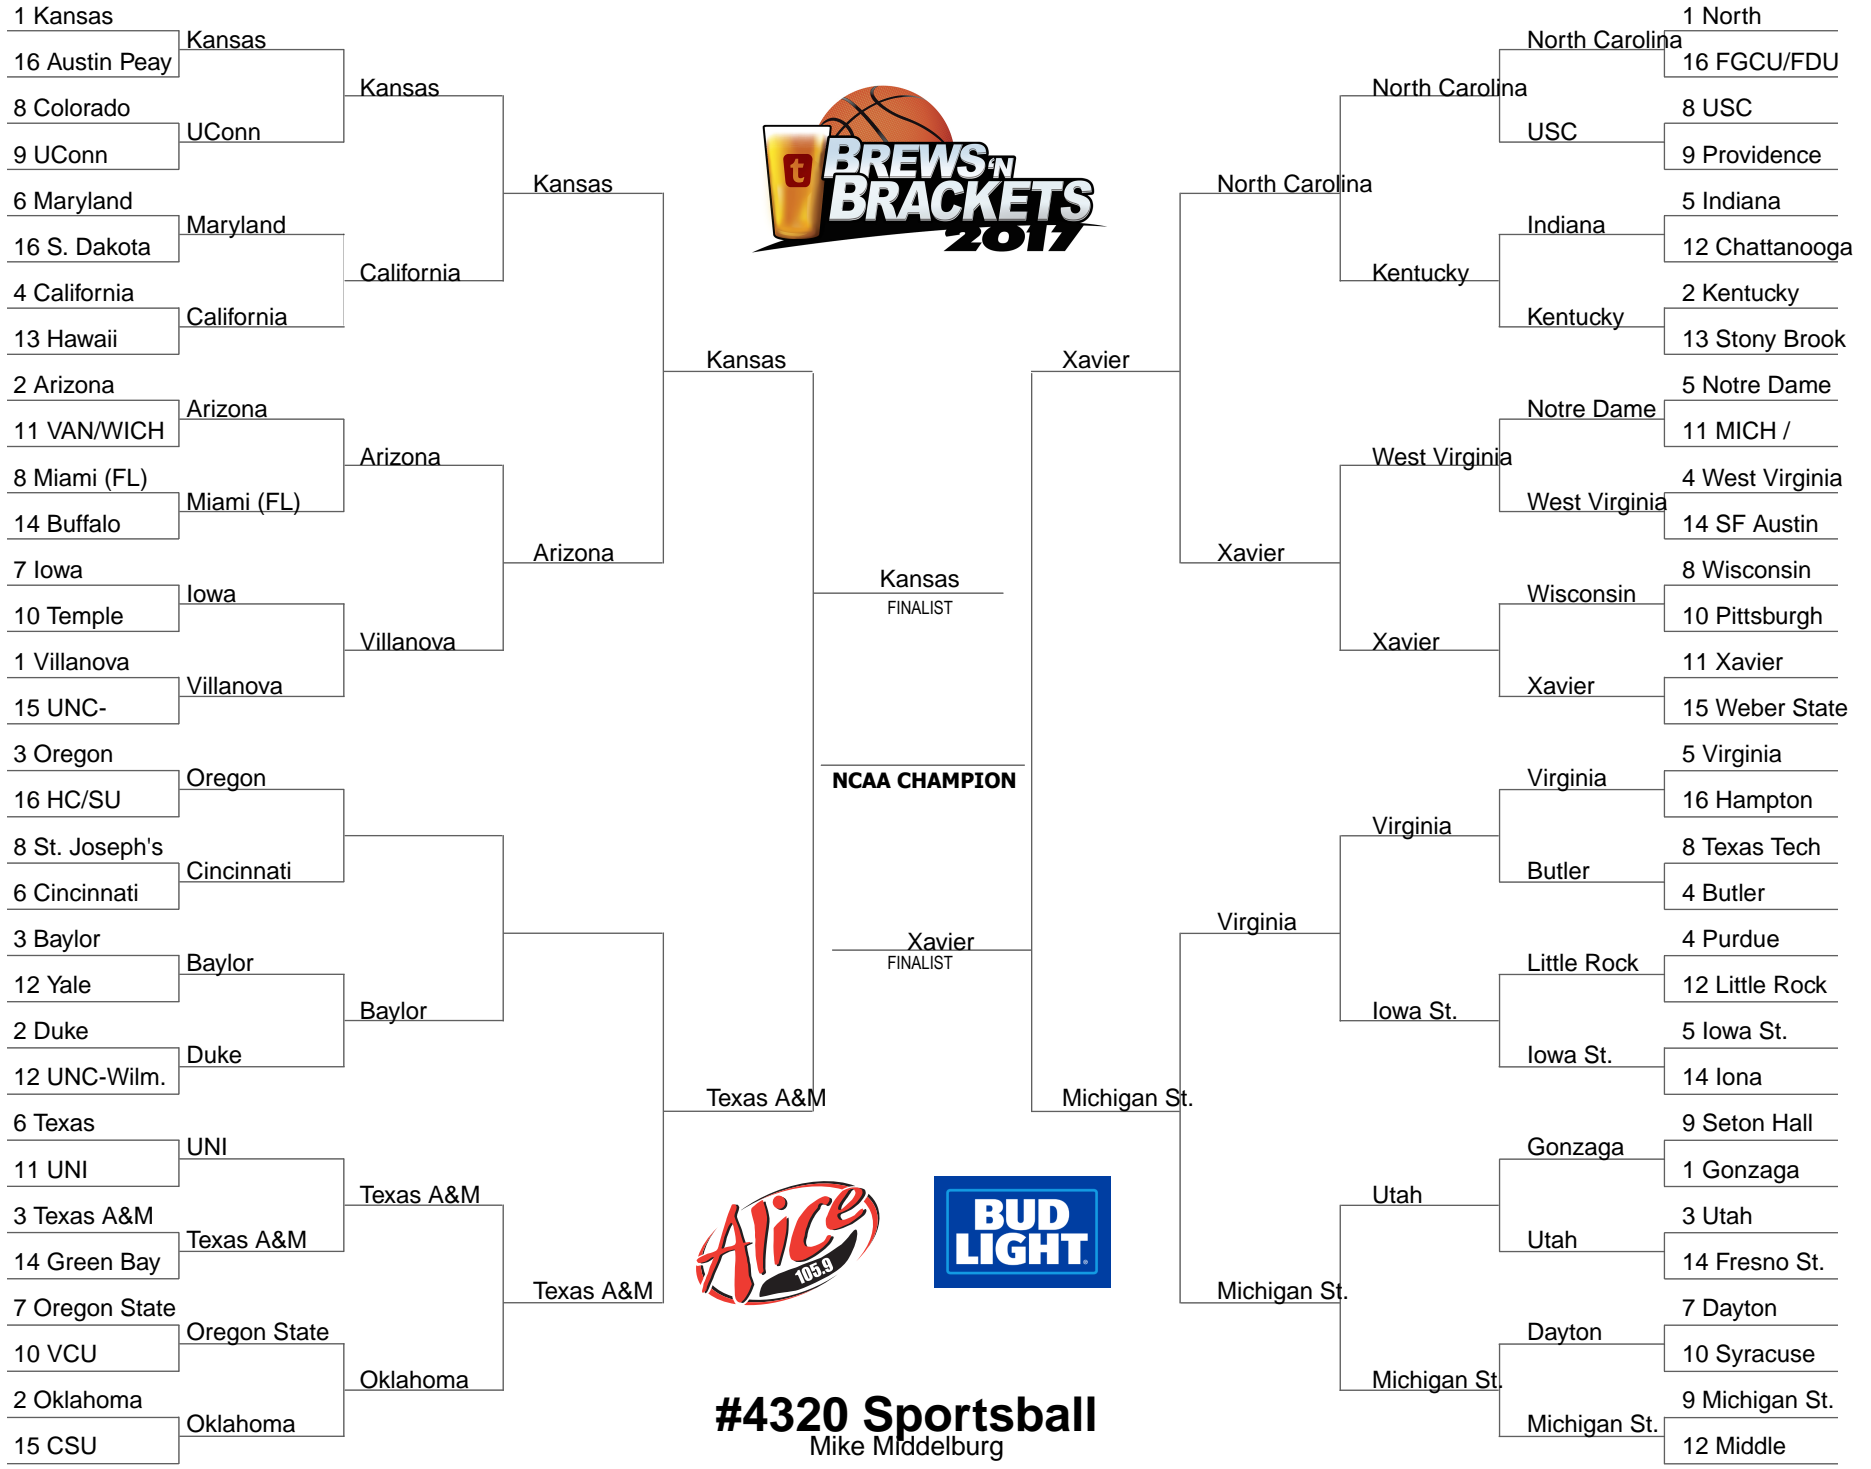 1 Kansas
16 Austin Peay
8 Colorado
9 UConn
6 Maryland
16 S. Dakota
4 California
13 Hawaii
2 Arizona
11 VAN/WICH
8 Miami (FL)
14 Buffalo
7 Iowa
10 Temple
1 Villanova
15 UNC-
3 Oregon
16 HC/SU
8 St. Joseph's
6 Cincinnati
3 Baylor
12 Yale
2 Duke
12 UNC-Wilm.
6 Texas
11 UNI
3 Texas A&M
14 Green Bay
7 Oregon State
10 VCU
2 Oklahoma
15 CSU
Kansas
UConn
Maryland
California
Arizona
Miami (FL)
Iowa
Villanova
Oregon
Cincinnati
Baylor
Duke
UNI
Texas A&M
Oregon State
Oklahoma
Kansas
California
Arizona
Villanova
Baylor
Texas A&M
Oklahoma
Kansas
Arizona
Texas A&M
Kansas
Texas A&M
t
BREWS 'N
BRACKETS
2017
Kansas
FINALIST
NCAA CHAMPION
Xavier
FINALIST
Alice
105.9
BUD
LIGHT
#4320 Sportsball
Mike Middelburg
Xavier
Michigan St.
North Carolina
Xavier
Virginia
Michigan St.
North Carolina
Kentucky
West Virginia
Xavier
Virginia
Iowa St.
Utah
Michigan St.
North Carolina
USC
Indiana
Kentucky
Notre Dame
West Virginia
Wisconsin
Xavier
Virginia
Butler
Little Rock
Iowa St.
Gonzaga
Utah
Dayton
Michigan St.
1 North
16 FGCU/FDU
8 USC
9 Providence
5 Indiana
12 Chattanooga
2 Kentucky
13 Stony Brook
5 Notre Dame
11 MICH /
4 West Virginia
14 SF Austin
8 Wisconsin
10 Pittsburgh
11 Xavier
15 Weber State
5 Virginia
16 Hampton
8 Texas Tech
4 Butler
4 Purdue
12 Little Rock
5 Iowa St.
14 Iona
9 Seton Hall
1 Gonzaga
3 Utah
14 Fresno St.
7 Dayton
10 Syracuse
9 Michigan St.
12 Middle